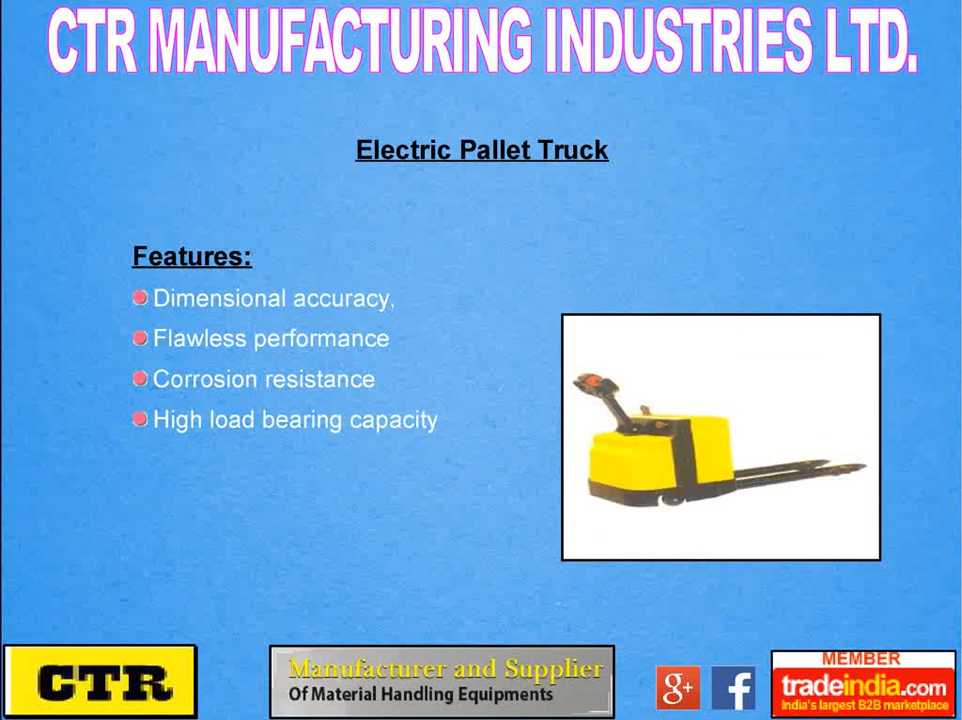 CTR MANUFACTURING INDUSTRIES LTD.
Electric Pallet Truck
Features:
Dimensional accuracy,
Flawless performance
Corrosion resistance
High load bearing capacity
CTR
Manufacturer and Supplier
Of Material Handling Equipments
g+
f
MEMBER
tradeindia.com
India's largest B2B marketplace